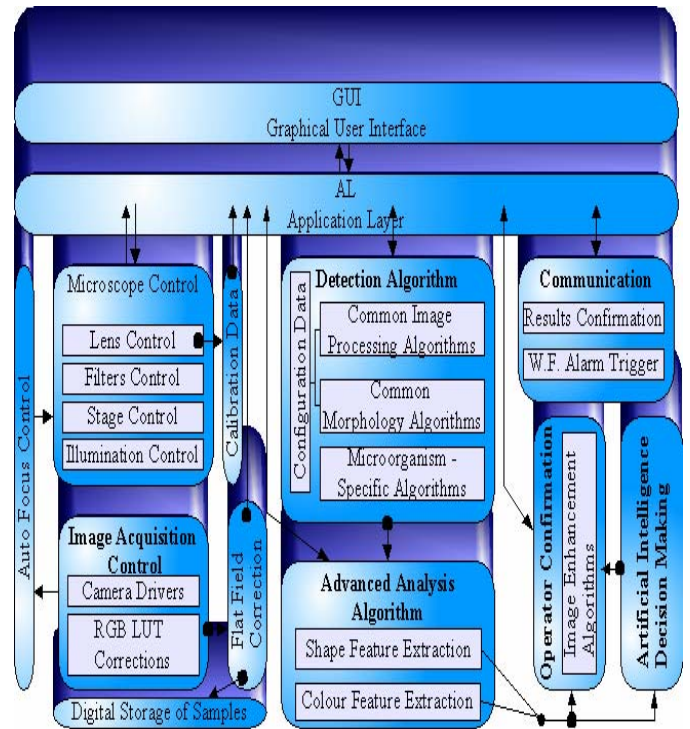 GUI
Graphical User Interface
AL
Application Layer
Auto Focus Control
Microscope Control
Lens Control
Filters Control
Stage Control
Illumination Control
Calibration Data
Image Acquisition
Control
Camera Drivers
RGB LUT
Corrections
Flat Field
Correction
Digital Storage of Samples
Detection Algorithm
Configuration Data
Common Image
Processing Algorithms
Common
Morphology Algorithms
Microorganism -
Specific Algorithms
Advanced Analysis
Algorithm
Shape Feature Extraction
Colour Feature Extraction
Communication
Results Confirmation
W.F. Alarm Trigger
Operator Confirmation
Image Enhancement
Algorithms
Artificial Intelligence
Decision Making